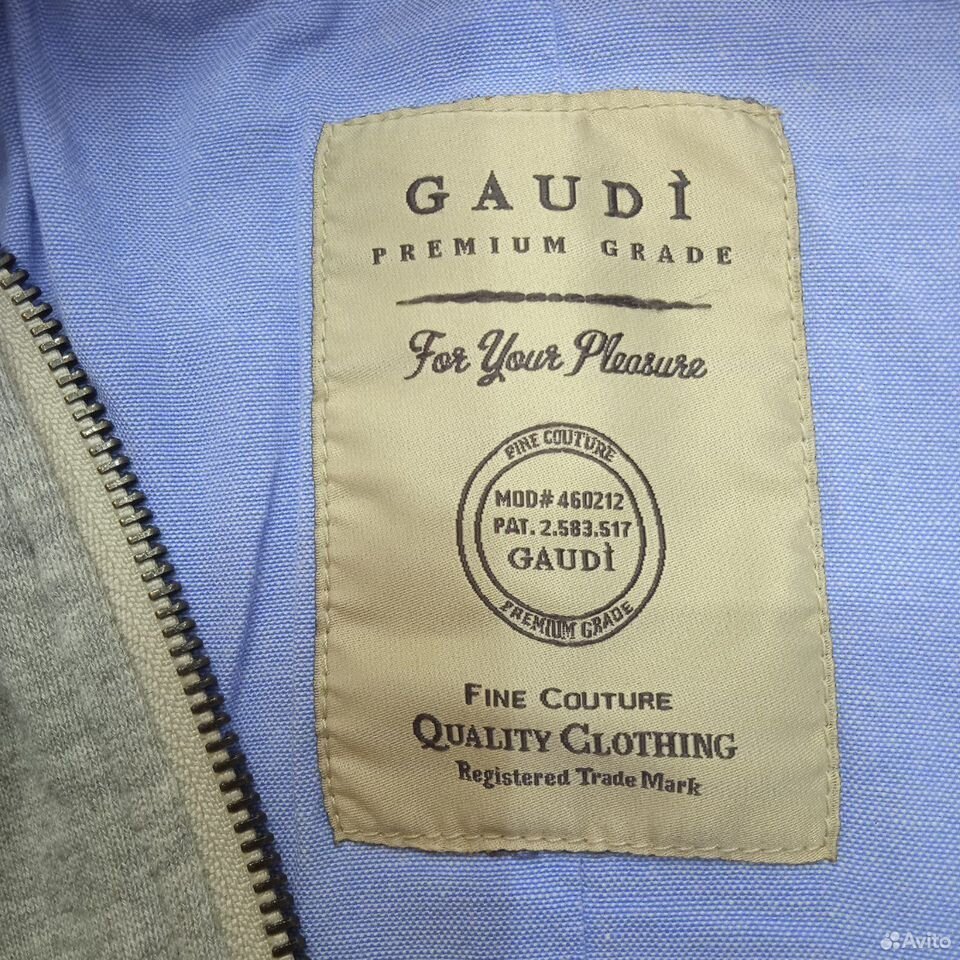 GAUDÌ
PREMIUM GRADE
For Your Pleasure
FINE COUTURE
MOD# 460212
PAT. 2.583.517
GAUDÌ
PREMIUM GRADE
FINE COUTURE
QUALITY CLOTHING
Registered Trade Mark
Avito